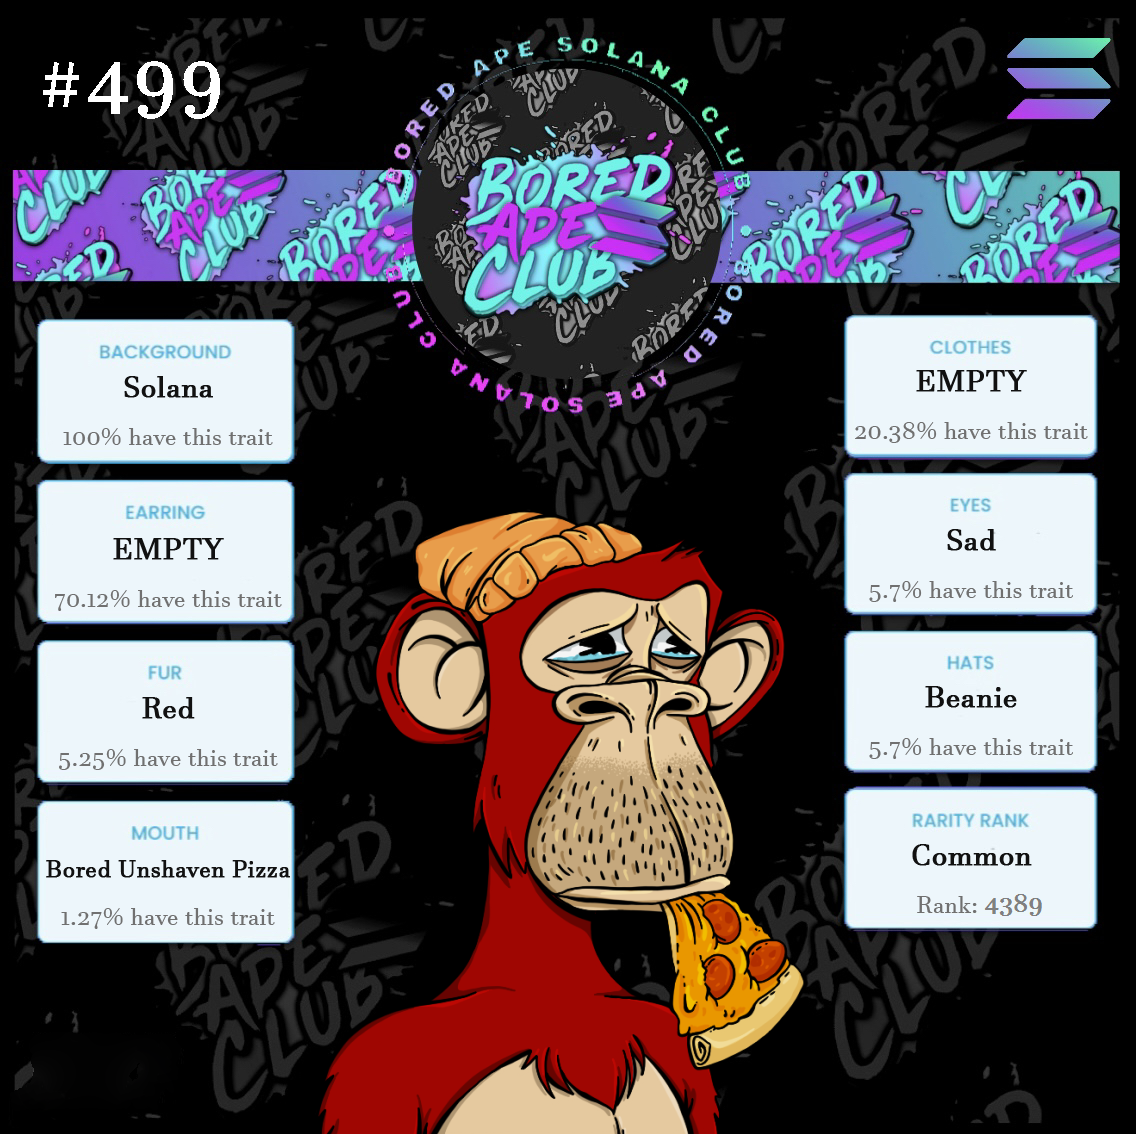 #499
BORED APE SOLANA CLUB
BORED APE SOLANA CLUB
BORED
APE
CLUB
BACKGROUND
Solana
100% have this trait
EARRING
EMPTY
70.12% have this trait
FUR
Red
5.25% have this trait
MOUTH
Bored Unshaven Pizza
1.27% have this trait
CLOTHES
EMPTY
20.38% have this trait
EYES
Sad
5.7% have this trait
HATS
Beanie
5.7% have this trait
RARITY RANK
Common
Rank: 4389